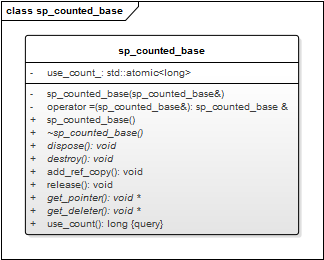 class sp_counted_base
sp_counted_base
- use_count_: std::atomic<long>
- sp_counted_base(sp_counted_base&)
- operator =(sp_counted_base&): sp_counted_base &
+ sp_counted_base()
+ ~sp_counted_base()
+ dispose(): void
+ destroy(): void
+ add_ref_copy(): void
+ release(): void
+ get_pointer(): void *
+ get_deleter(): void *
+ use_count(): long {query}